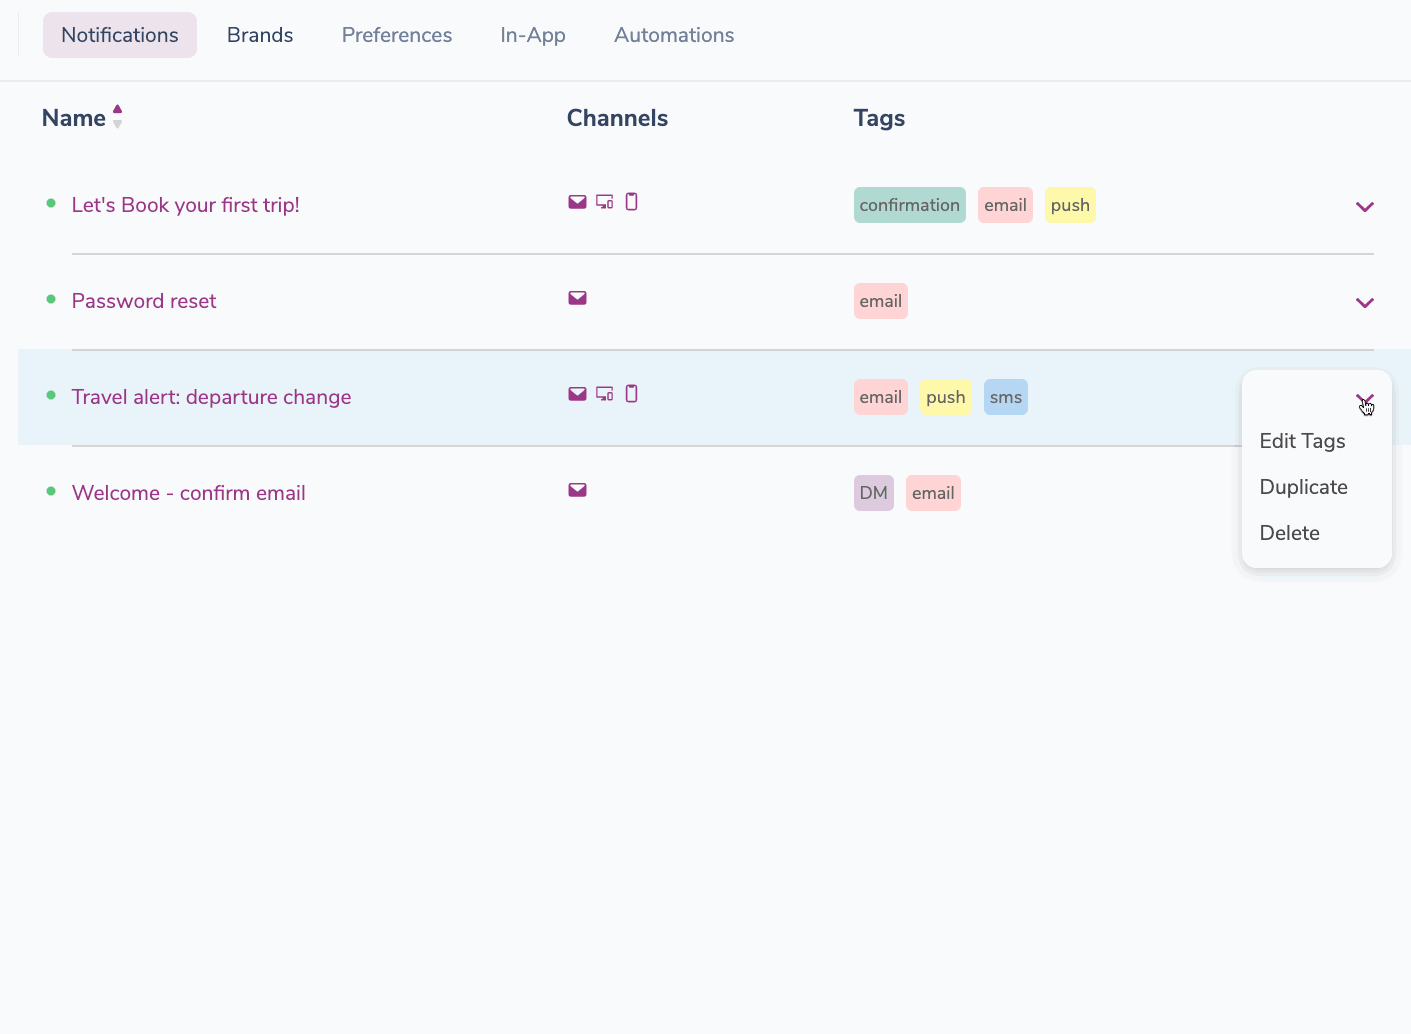 Notifications Brands Preferences In-App Automations
Name Channels Tags
Let's Book your first trip! confirmation email push
Password reset email
Travel alert: departure change email push sms
Edit Tags
Welcome - confirm email DM email
Duplicate
Delete